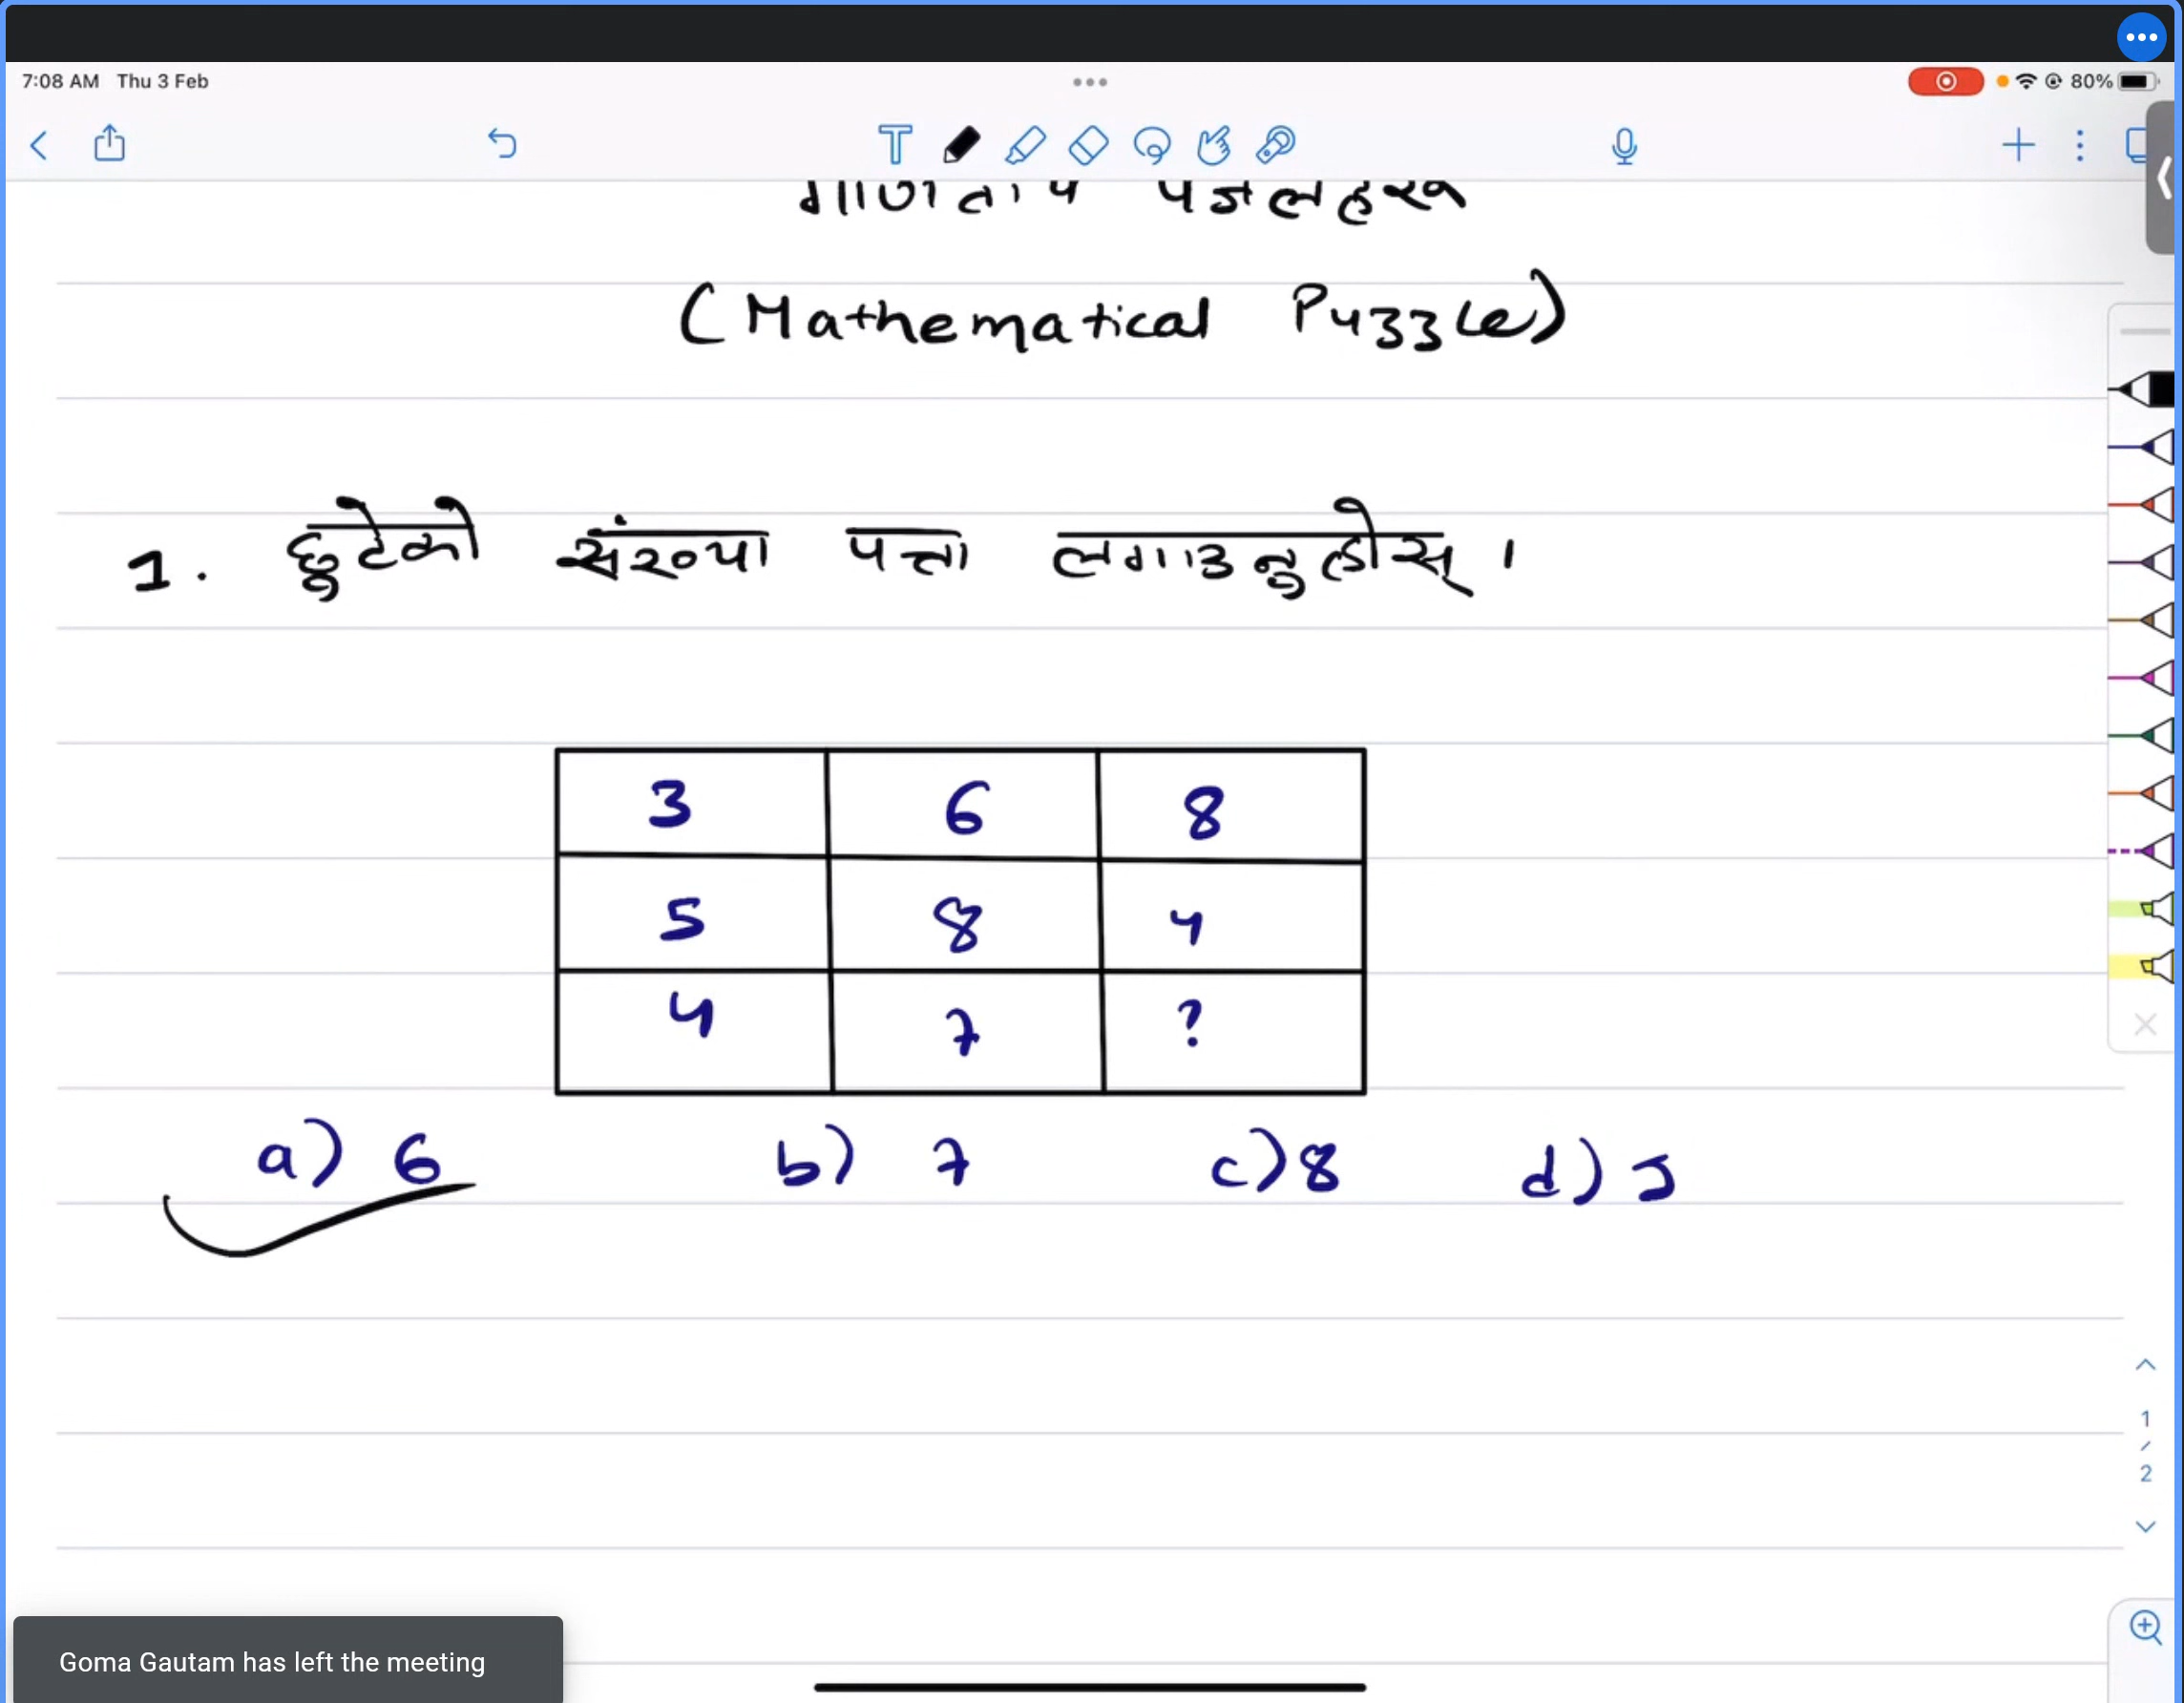 7:08 AM Thu 3 Feb
80%
(Mathematical Puzzle)
1. छुटेको संख्या पत्ता लगाउनुहोस् ।
3 6 8
5 8 4
4 7 ?
a) 6 b) 7 c) 8 d) 5
1
/
2
Goma Gautam has left the meeting